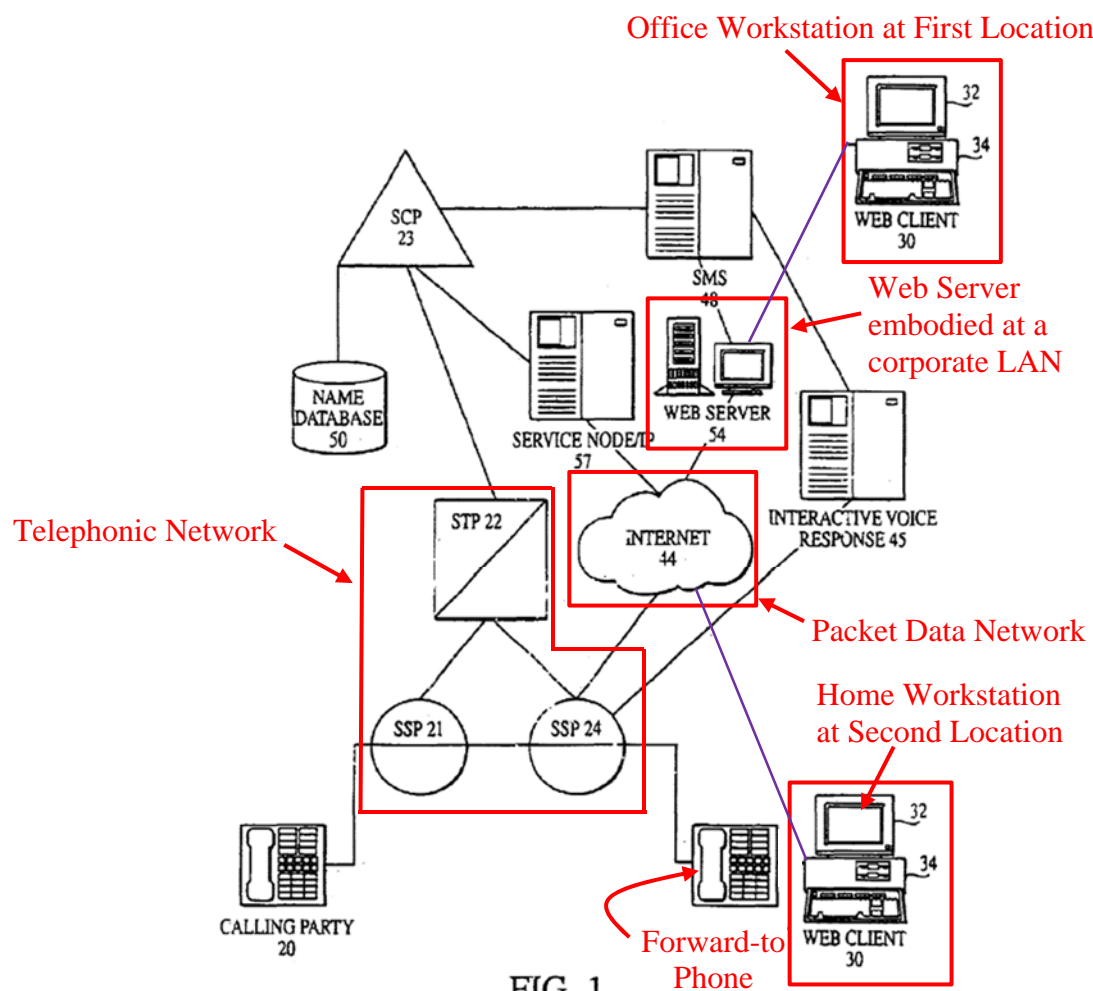 Office Workstation at First Location
32
34
WEB CLIENT
30
SCP
23
SMS
48
Web Server
embodied at a
corporate LAN
NAME
DATABASE
50
SERVICE NODE/IP
57
WEB SERVER
54
INTERACTIVE VOICE
RESPONSE 45
Telephonic Network
STP 22
INTERNET
44
Packet Data Network
SSP 21
SSP 24
Home Workstation
at Second Location
32
34
CALLING PARTY
20
Forward-to
Phone
WEB CLIENT
30
FIG. 1